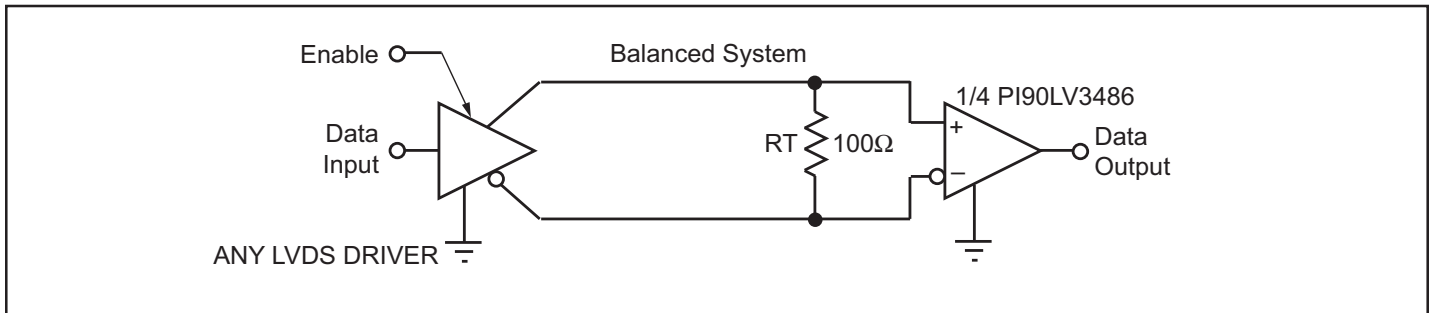 Enable
Balanced System
1/4 PI90LV3486
Data
Input
RT
100Ω
+
−
Data
Output
ANY LVDS DRIVER